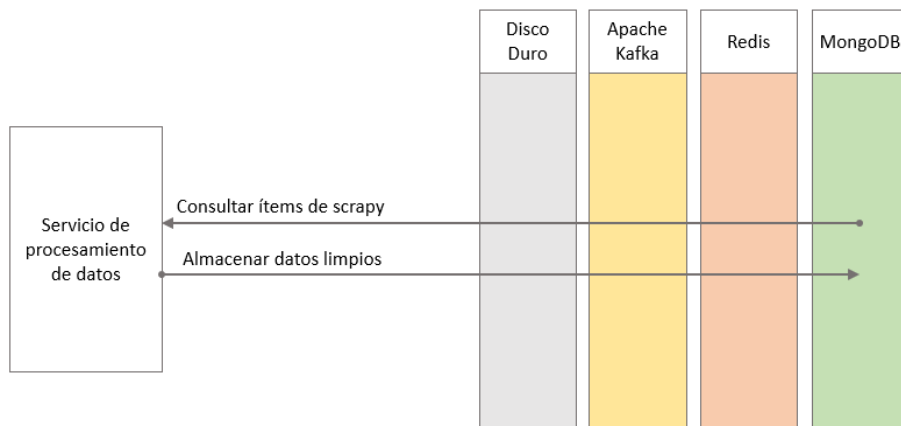 Disco
Duro
Apache
Kafka
Redis
MongoDB
Consultar ítems de scrapy
Servicio de
procesamiento
de datos
Almacenar datos limpios